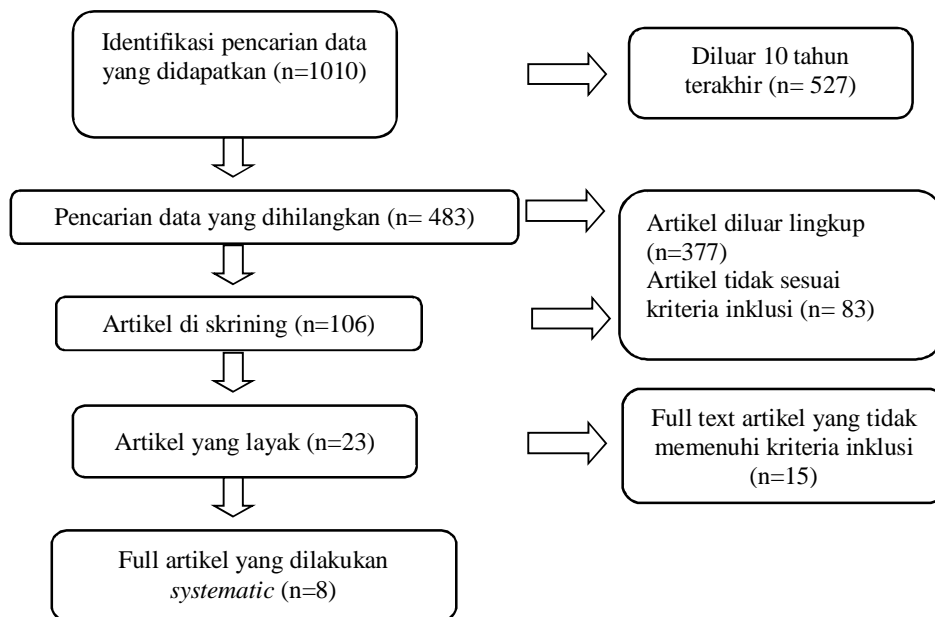 Identifikasi pencarian data
yang didapatkan (n=1010)
Diluar 10 tahun
terakhir (n= 527)
Pencarian data yang dihilangkan (n= 483)
Artikel diluar lingkup
(n=377)
Artikel tidak sesuai
kriteria inklusi (n= 83)
Artikel di skrining (n=106)
Artikel yang layak (n=23)
Full text artikel yang tidak
memenuhi kriteria inklusi
(n=15)
Full artikel yang dilakukan
systematic (n=8)